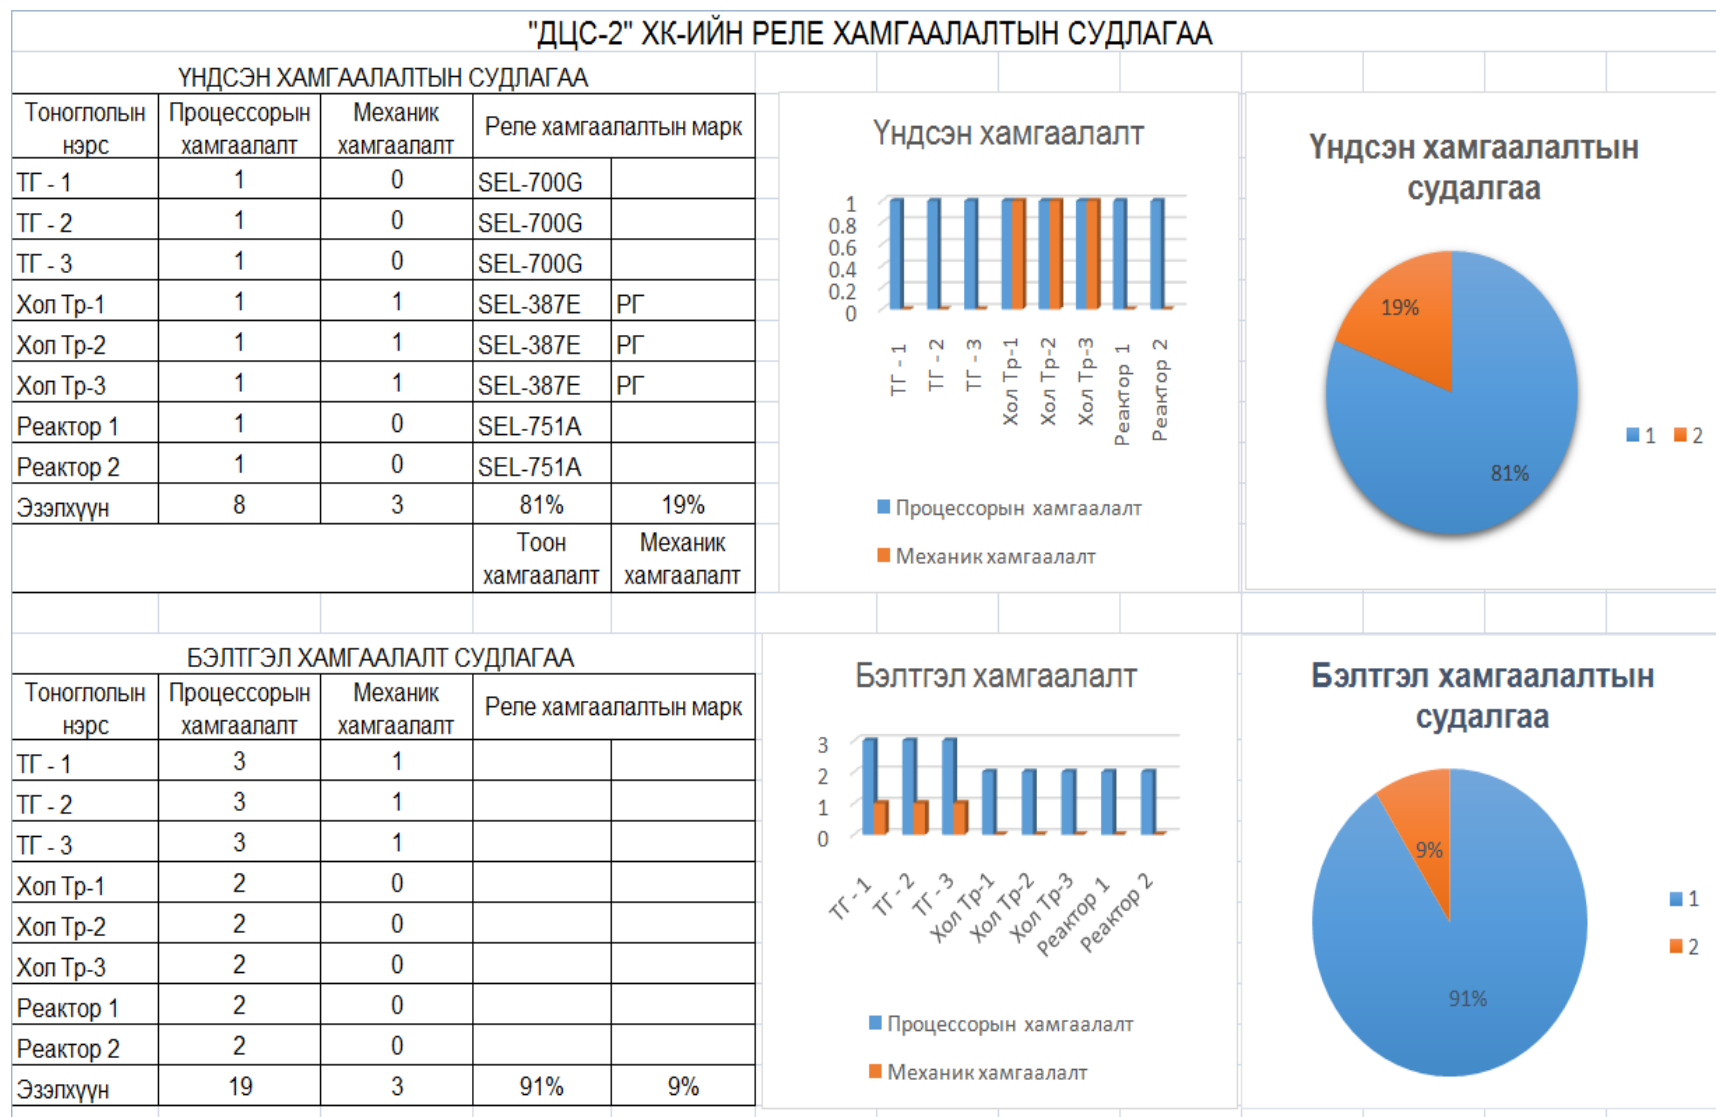 "ДЦС-2" ХК-ИЙН РЕЛЕ ХАМГААЛАЛТЫН СУДЛАГАА
ҮНДСЭН ХАМГААЛАЛТЫН СУДЛАГАА
Тоноглолын нэрс Процессорын хамгаалалт Механик хамгаалалт Реле хамгаалалтын марк
ТГ - 1 1 0 SEL-700G
ТГ - 2 1 0 SEL-700G
ТГ - 3 1 0 SEL-700G
Хол Тр-1 1 1 SEL-387E РГ
Хол Тр-2 1 1 SEL-387E РГ
Хол Тр-3 1 1 SEL-387E РГ
Реактор 1 1 0 SEL-751A
Реактор 2 1 0 SEL-751A
Эзэлхүүн 8 3 81% 19%
Тоон хамгаалалт Механик хамгаалалт
Үндсэн хамгаалалт
1
0.8
0.6
0.4
0.2
0
ТГ - 1
ТГ - 2
ТГ - 3
Хол Тр-1
Хол Тр-2
Хол Тр-3
Реактор 1
Реактор 2
Процессорын хамгаалалт
Механик хамгаалалт
Үндсэн хамгаалалтын
судалгаа
19%
81%
1 2
БЭЛТГЭЛ ХАМГААЛАЛТ СУДЛАГАА
Тоноглолын нэрс Процессорын хамгаалалт Механик хамгаалалт Реле хамгаалалтын марк
ТГ - 1 3 1
ТГ - 2 3 1
ТГ - 3 3 1
Хол Тр-1 2 0
Хол Тр-2 2 0
Хол Тр-3 2 0
Реактор 1 2 0
Реактор 2 2 0
Эзэлхүүн 19 3 91% 9%
Бэлтгэл хамгаалалт
3
2
1
0
ТГ - 1
ТГ - 2
ТГ - 3
Хол Тр-1
Хол Тр-2
Хол Тр-3
Реактор 1
Реактор 2
Процессорын хамгаалалт
Механик хамгаалалт
Бэлтгэл хамгаалалтын
судалгаа
9%
91%
1
2